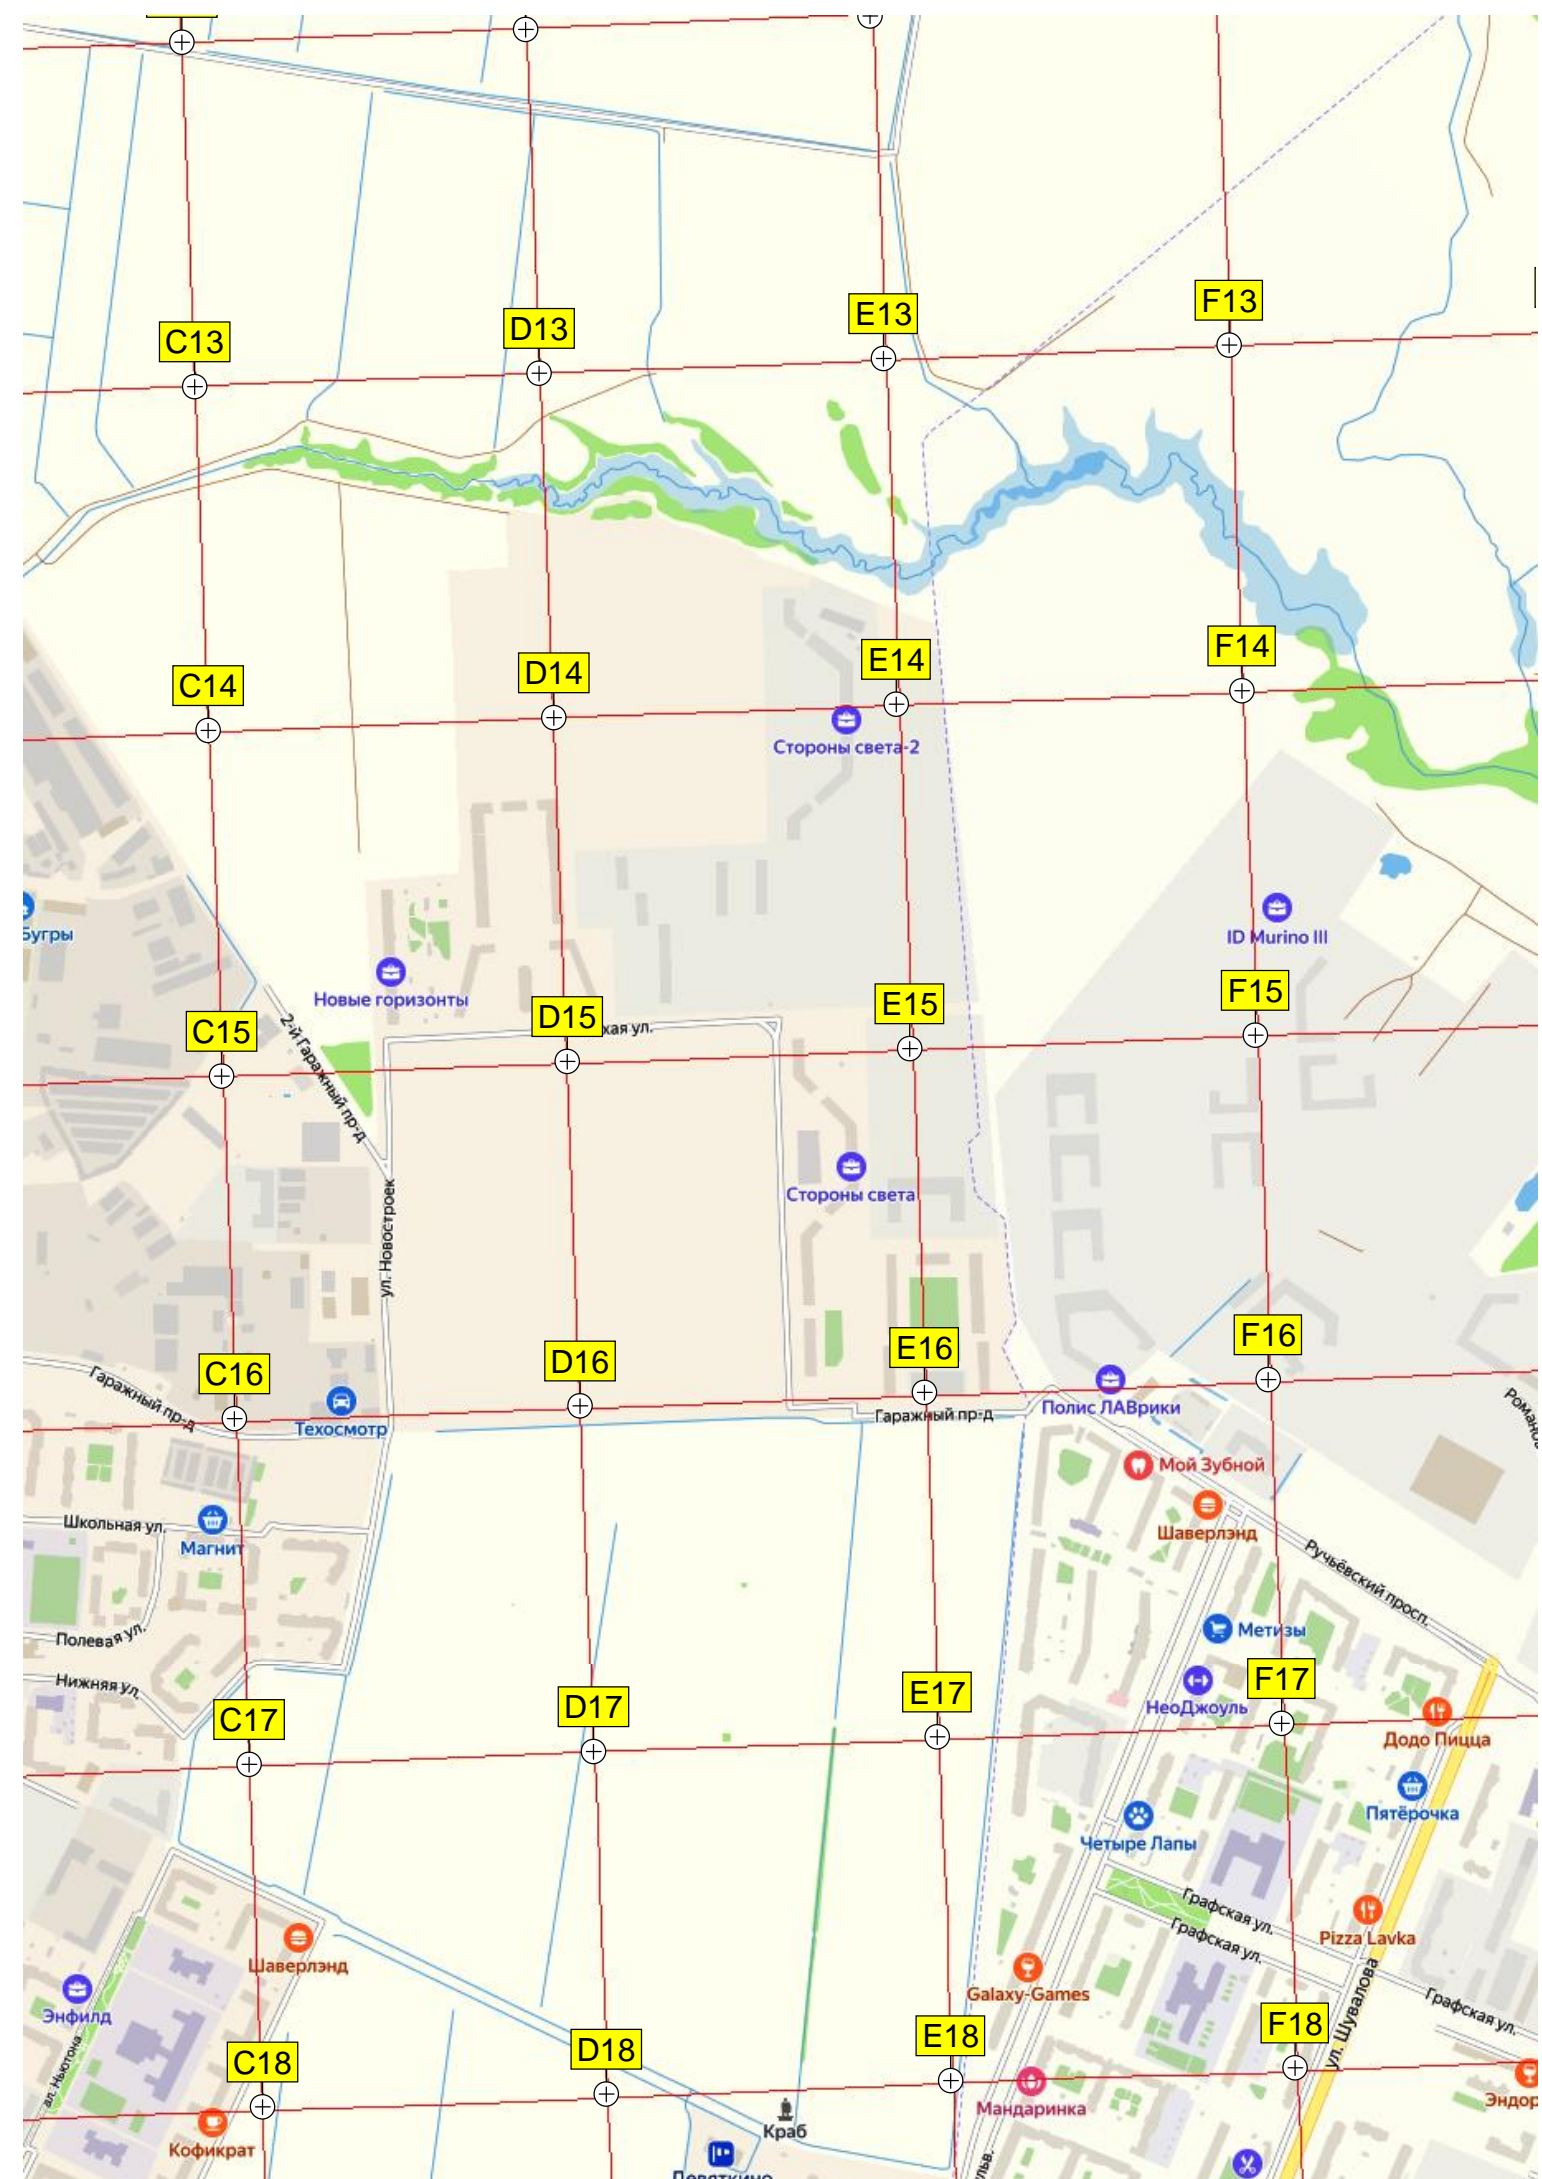 E13
F13
D13
C13
F14
E14
D14
C14
Стороны света-2
Бугры
ID Murino III
F15
Новые горизонты
E15
D15
кая ул.
C15
2-й Гаражный пр-д
Стороны света
ул. Новостроек
F16
E16
D16
C16
Гаражный пр-д
Техосмотр
Полис ЛАВрики
Гаражный пр-д
Мой Зубной
Школьная ул.
Магнит
Шаверлэнд
Ручьёвский просп.
Метизы
Полевая ул.
Нижняя ул.
F17
E17
D17
C17
НеоДжоуль
Додо Пицца
Пятёрочка
Четыре Лапы
Графская ул.
Графская ул.
Pizza Lavka
Шаверлэнд
Galaxy-Games
Энфилд
Графская ул.
ул. Шувалова
F18
E18
D18
C18
ал. Ньютона
Мандаринка
Краб
Кофикрат
Девяткино